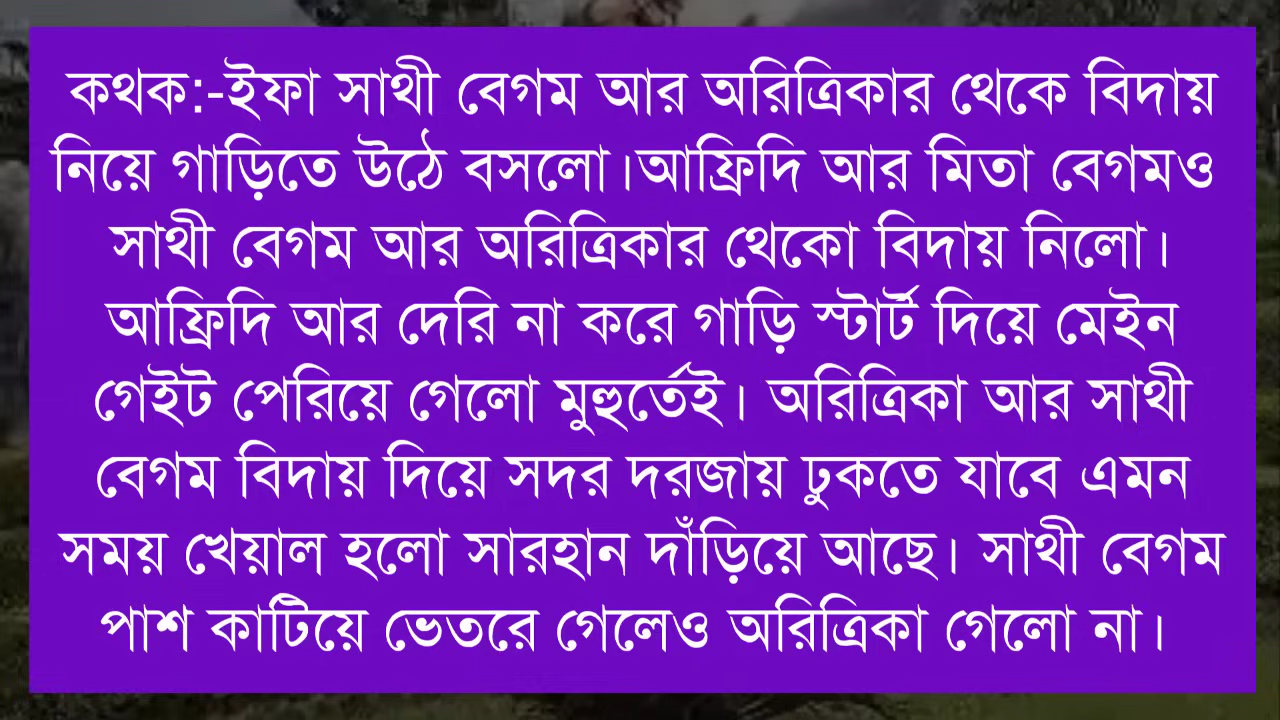 কথক:-ইফা সাথী বেগম আর অরিত্রিকার থেকে বিদায়
নিয়ে গাড়িতে উঠে বসলো।আফ্রিদি আর মিতা বেগমও
সাথী বেগম আর অরিত্রিকার থেকো বিদায় নিলো।
আফ্রিদি আর দেরি না করে গাড়ি স্টার্ট দিয়ে মেইন
গেইট পেরিয়ে গেলো মুহুর্তেই। অরিত্রিকা আর সাথী
বেগম বিদায় দিয়ে সদর দরজায় ঢুকতে যাবে এমন
সময় খেয়াল হলো সারহান দাঁড়িয়ে আছে। সাথী বেগম
পাশ কাটিয়ে ভেতরে গেলেও অরিত্রিকা গেলো না।